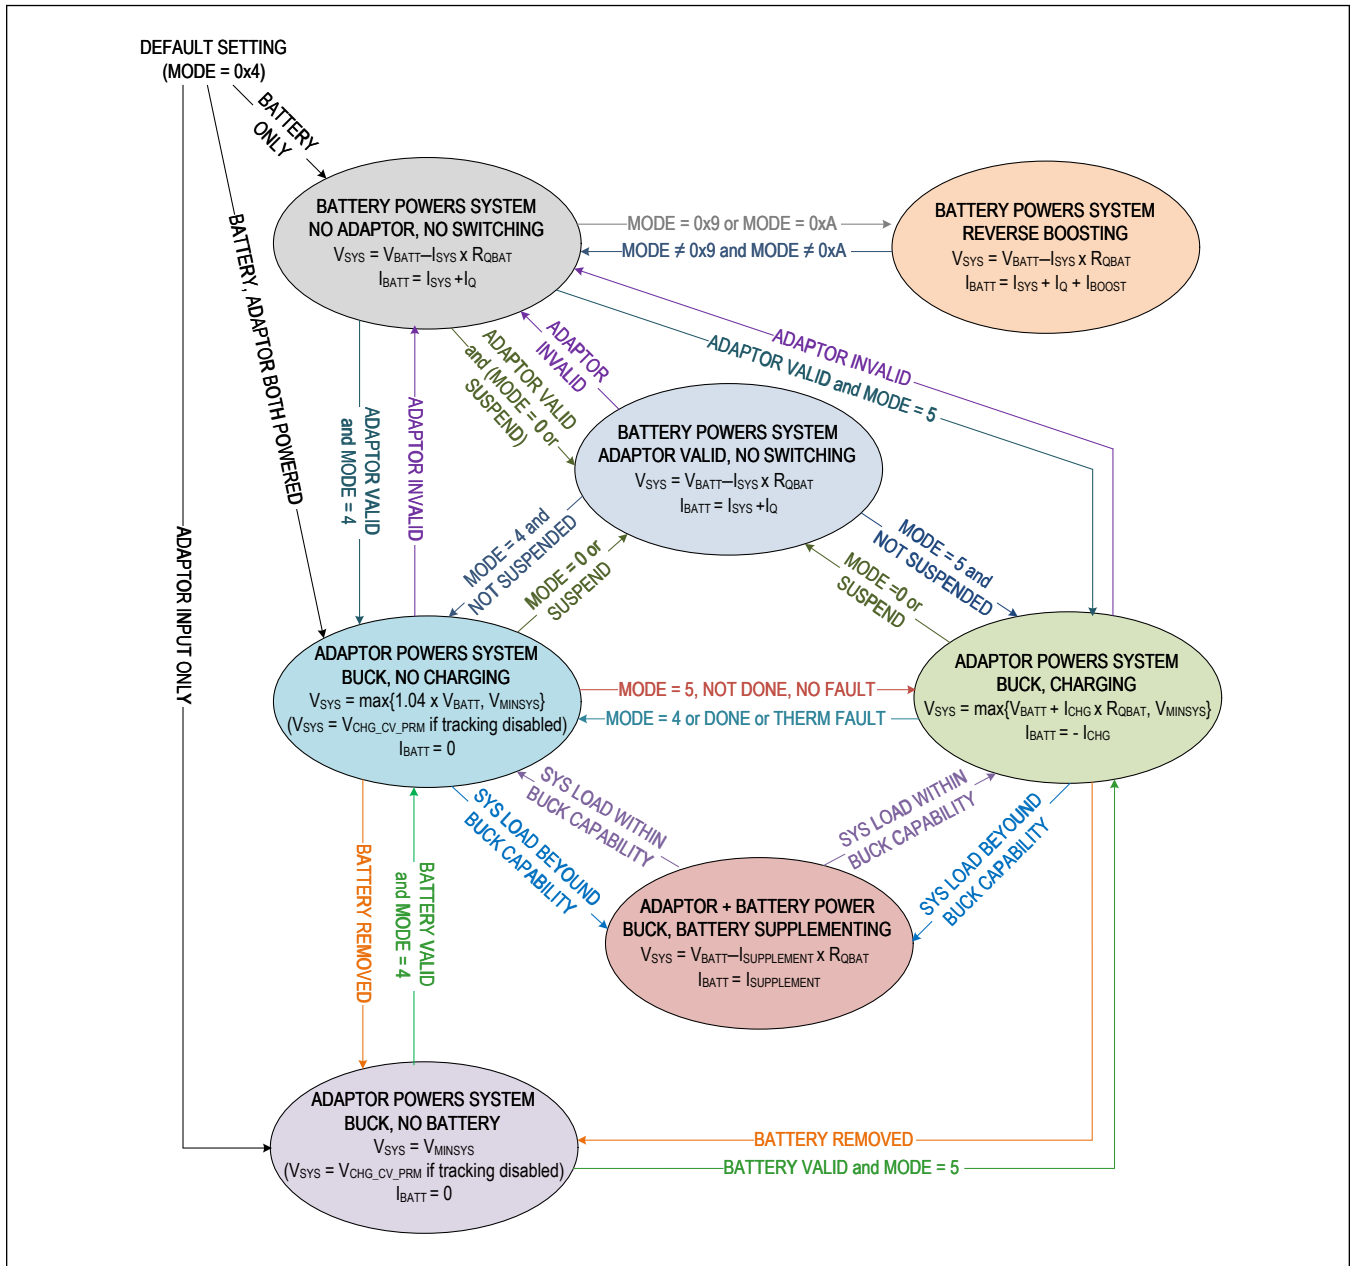 DEFAULT SETTING
(MODE = 0x4)
BATTERY
ONLY
BATTERY, ADAPTOR BOTH POWERED
ADAPTOR INPUT ONLY
BATTERY POWERS SYSTEM
NO ADAPTOR, NO SWITCHING
VSYS = VBATT–ISYS x RQBAT
IBATT = ISYS +IQ
MODE = 0x9 or MODE = 0xA
MODE ≠ 0x9 and MODE ≠ 0xA
BATTERY POWERS SYSTEM
REVERSE BOOSTING
VSYS = VBATT–ISYS x RQBAT
IBATT = ISYS + IQ + IBOOST
ADAPTOR VALID
and MODE = 4
ADAPTOR INVALID
ADAPTOR VALID
and (MODE = 0 or
SUSPEND)
ADAPTOR
INVALID
ADAPTOR INVALID
ADAPTOR VALID and MODE = 5
BATTERY POWERS SYSTEM
ADAPTOR VALID, NO SWITCHING
VSYS = VBATT–ISYS x RQBAT
IBATT = ISYS +IQ
MODE = 4 and
NOT SUSPENDED
MODE = 0 or
SUSPEND
MODE = 5 and
NOT SUSPENDED
MODE =0 or
SUSPEND
ADAPTOR POWERS SYSTEM
BUCK, NO CHARGING
VSYS = max{1.04 x VBATT, VMINSYS}
(VSYS = VCHG_CV_PRM if tracking disabled)
IBATT = 0
MODE = 5, NOT DONE, NO FAULT
MODE = 4 or DONE or THERM FAULT
ADAPTOR POWERS SYSTEM
BUCK, CHARGING
VSYS = max{VBATT + ICHG x RQBAT, VMINSYS}
IBATT = - ICHG
SYS LOAD WITHIN
BUCK CAPABILITY
SYS LOAD BEYOUND
BUCK CAPABILITY
SYS LOAD WITHIN
BUCK CAPABILITY
SYS LOAD BEYOUND
BUCK CAPABILITY
ADAPTOR + BATTERY POWER
BUCK, BATTERY SUPPLEMENTING
VSYS = VBATT–ISUPPLEMENT x RQBAT
IBATT = ISUPPLEMENT
BATTERY REMOVED
BATTERY VALID
and MODE = 4
ADAPTOR POWERS SYSTEM
BUCK, NO BATTERY
VSYS = VMINSYS
(VSYS = VCHG_CV_PRM if tracking disabled)
IBATT = 0
BATTERY REMOVED
BATTERY VALID and MODE = 5